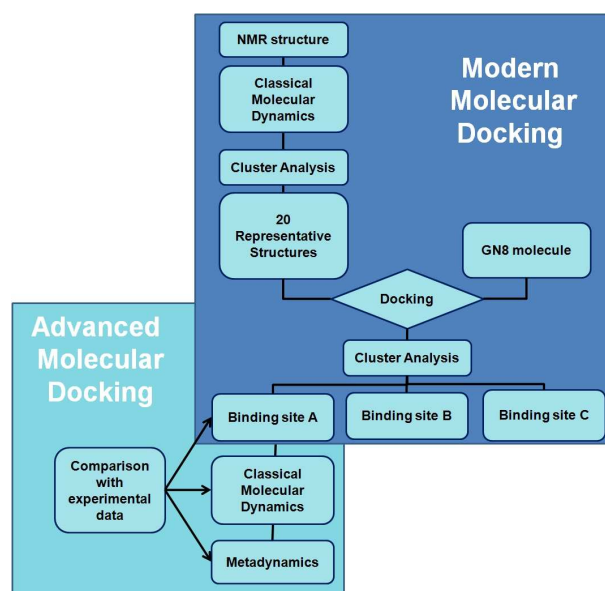 NMR structure
Modern
Molecular
Docking
Classical
Molecular
Dynamics
Cluster Analysis
20
Representative
Structures
GN8 molecule
Docking
Advanced
Molecular
Docking
Cluster Analysis
Binding site A
Binding site B
Binding site C
Comparison
with
experimental
data
Classical
Molecular
Dynamics
Metadynamics